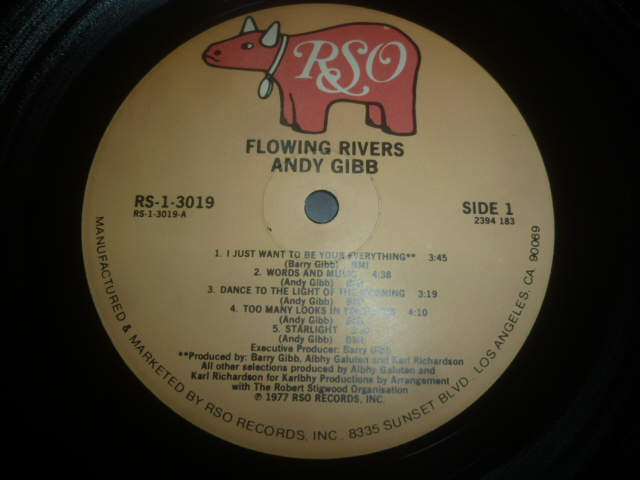 RSO
FLOWING RIVERS
ANDY GIBB
RS-1-3019
RS-1-3019-A
SIDE 1
2394 183
1. I JUST WANT TO BE YOUR EVERYTHING** 3:45
(Barry Gibb) BMI
2. WORDS AND MUSIC 4:38
(Andy Gibb) BMI
3. DANCE TO THE LIGHT OF THE MORNING 3:19
(Andy Gibb) BMI
4. TOO MANY LOOKS IN YOUR EYES 4:10
(Andy Gibb) BMI
5. STARLIGHT
(Andy Gibb) BMI
Executive Producer: Barry Gibb
**Produced by: Barry Gibb, Albhy Galuten and Karl Richardson
All other selections produced by Albhy Galuten and
Karl Richardson for Karlbhy Productions by Arrangement
with The Robert Stigwood Organisation
℗ 1977 RSO RECORDS, INC.
MANUFACTURED & MARKETED BY RSO RECORDS, INC., 8335 SUNSET BLVD., LOS ANGELES, CA. 90069